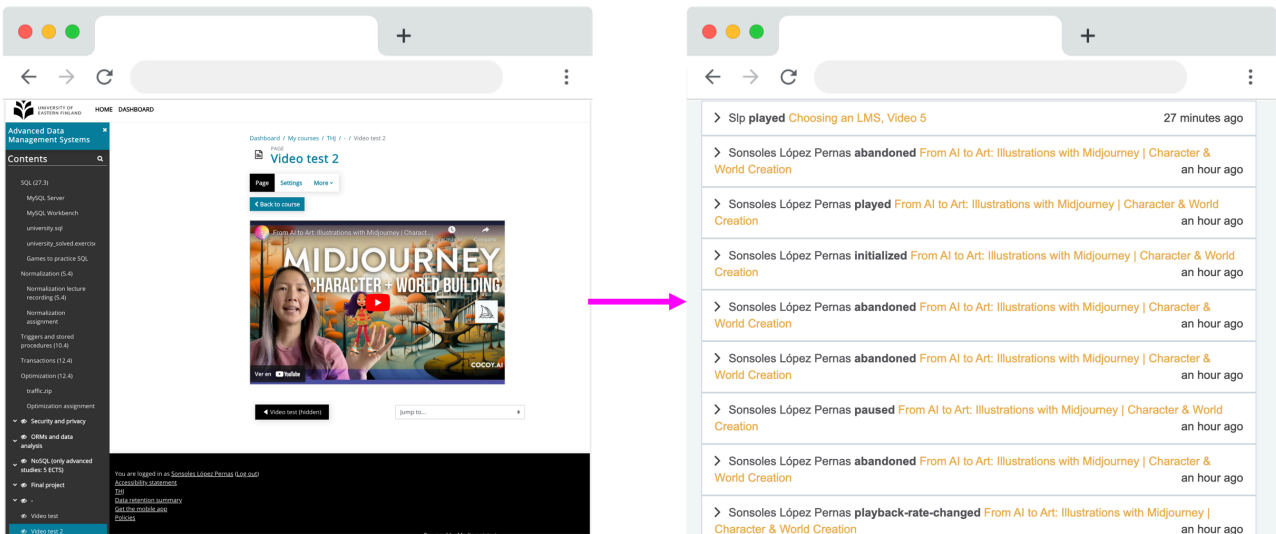 UNIVERSITY OF
EASTERN FINLAND
HOME DASHBOARD
Advanced Data
Management Systems
Contents
SQL (27.3)
MySQL Server
MySQL Workbench
university.sql
university_solved.exercise
Games to practice SQL
Normalization (5.4)
Normalization lecture
recording (5.4)
Normalization
assignment
Triggers and stored
procedures (10.4)
Transactions (12.4)
Optimization (12.4)
traffic.zip
Optimization assignment
Security and privacy
ORMs and data
analysis
NoSQL (only advanced
studies: 5 ECTS)
Final project
-
Video test
Video test 2
Dashboard / My courses / THJ / - / Video test 2
PAGE
Video test 2
Page Settings More
Back to course
From AI to Art: Illustrations with Midjourney | Charact...
MIDJOURNEY
CHARACTER + WORLD BUILDING
Ver en YouTube
COCOY.AI
Video test (hidden)
Jump to...
You are logged in as Sonsoles López Pernas (Log out)
Accessibility statement
THJ
Data retention summary
Get the mobile app
Policies
Slp played Choosing an LMS, Video 5 27 minutes ago
Sonsoles López Pernas abandoned From AI to Art: Illustrations with Midjourney | Character &
World Creation an hour ago
Sonsoles López Pernas played From AI to Art: Illustrations with Midjourney | Character & World
Creation an hour ago
Sonsoles López Pernas initialized From AI to Art: Illustrations with Midjourney | Character & World
Creation an hour ago
Sonsoles López Pernas abandoned From AI to Art: Illustrations with Midjourney | Character &
World Creation an hour ago
Sonsoles López Pernas abandoned From AI to Art: Illustrations with Midjourney | Character &
World Creation an hour ago
Sonsoles López Pernas paused From AI to Art: Illustrations with Midjourney | Character & World
Creation an hour ago
Sonsoles López Pernas abandoned From AI to Art: Illustrations with Midjourney | Character &
World Creation an hour ago
Sonsoles López Pernas playback-rate-changed From AI to Art: Illustrations with Midjourney |
Character & World Creation an hour ago